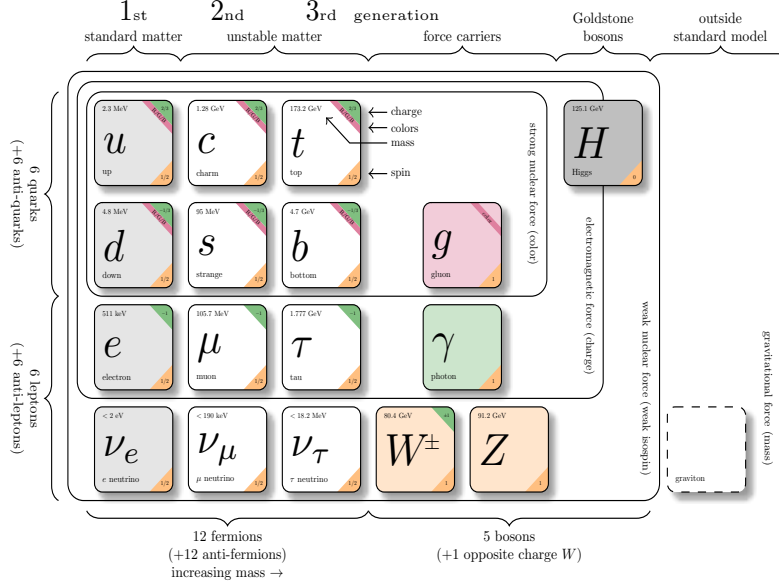 1st 2nd 3rd generation
standard matter unstable matter force carriers
Goldstone
bosons
outside
standard model
6 quarks
(+6 anti-quarks)
6 leptons
(+6 anti-leptons)
2.3 MeV 2/3
R/G/B
u
up 1/2
1.28 GeV 2/3
R/G/B
c
charm 1/2
173.2 GeV 2/3
R/G/B
t
top 1/2
charge
colors
mass
spin
125.1 GeV
H
Higgs 0
4.8 MeV −1/3
R/G/B
d
down 1/2
95 MeV −1/3
R/G/B
s
strange 1/2
4.7 GeV −1/3
R/G/B
b
bottom 1/2
color
g
gluon 1
strong nuclear force (color)
511 keV −1
e
electron 1/2
105.7 MeV −1
μ
muon 1/2
1.777 GeV −1
τ
tau 1/2
γ
photon 1
electromagnetic force (charge)
< 2 eV
νe
e neutrino 1/2
< 190 keV
νμ
μ neutrino 1/2
< 18.2 MeV
ντ
τ neutrino 1/2
80.4 GeV ±1
W±
1
91.2 GeV
Z
1
weak nuclear force (weak isospin)
graviton
gravitational force (mass)
12 fermions
(+12 anti-fermions)
increasing mass →
5 bosons
(+1 opposite charge W)